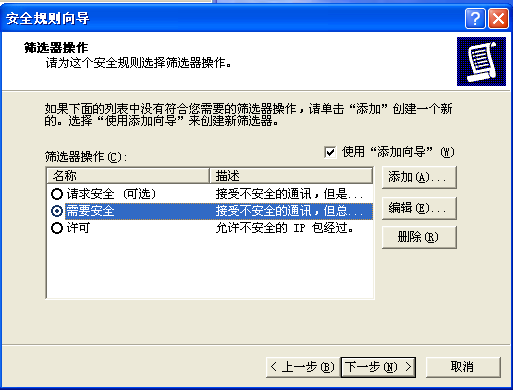 安全规则向导
筛选器操作
请为这个安全规则选择筛选器操作。
如果下面的列表中没有符合您需要的筛选器操作，请单击“添加”创建一个新
的。选择“使用添加向导”来创建新筛选器。
筛选器操作(C):
使用“添加向导”(W)
名称 描述
请求安全 (可选) 接受不安全的通讯，但是...
需要安全 接受不安全的通讯，但总...
许可 允许不安全的 IP 包经过。
添加(A)...
编辑(E)...
删除(R)
< 上一步(B) 下一步(N) > 取消